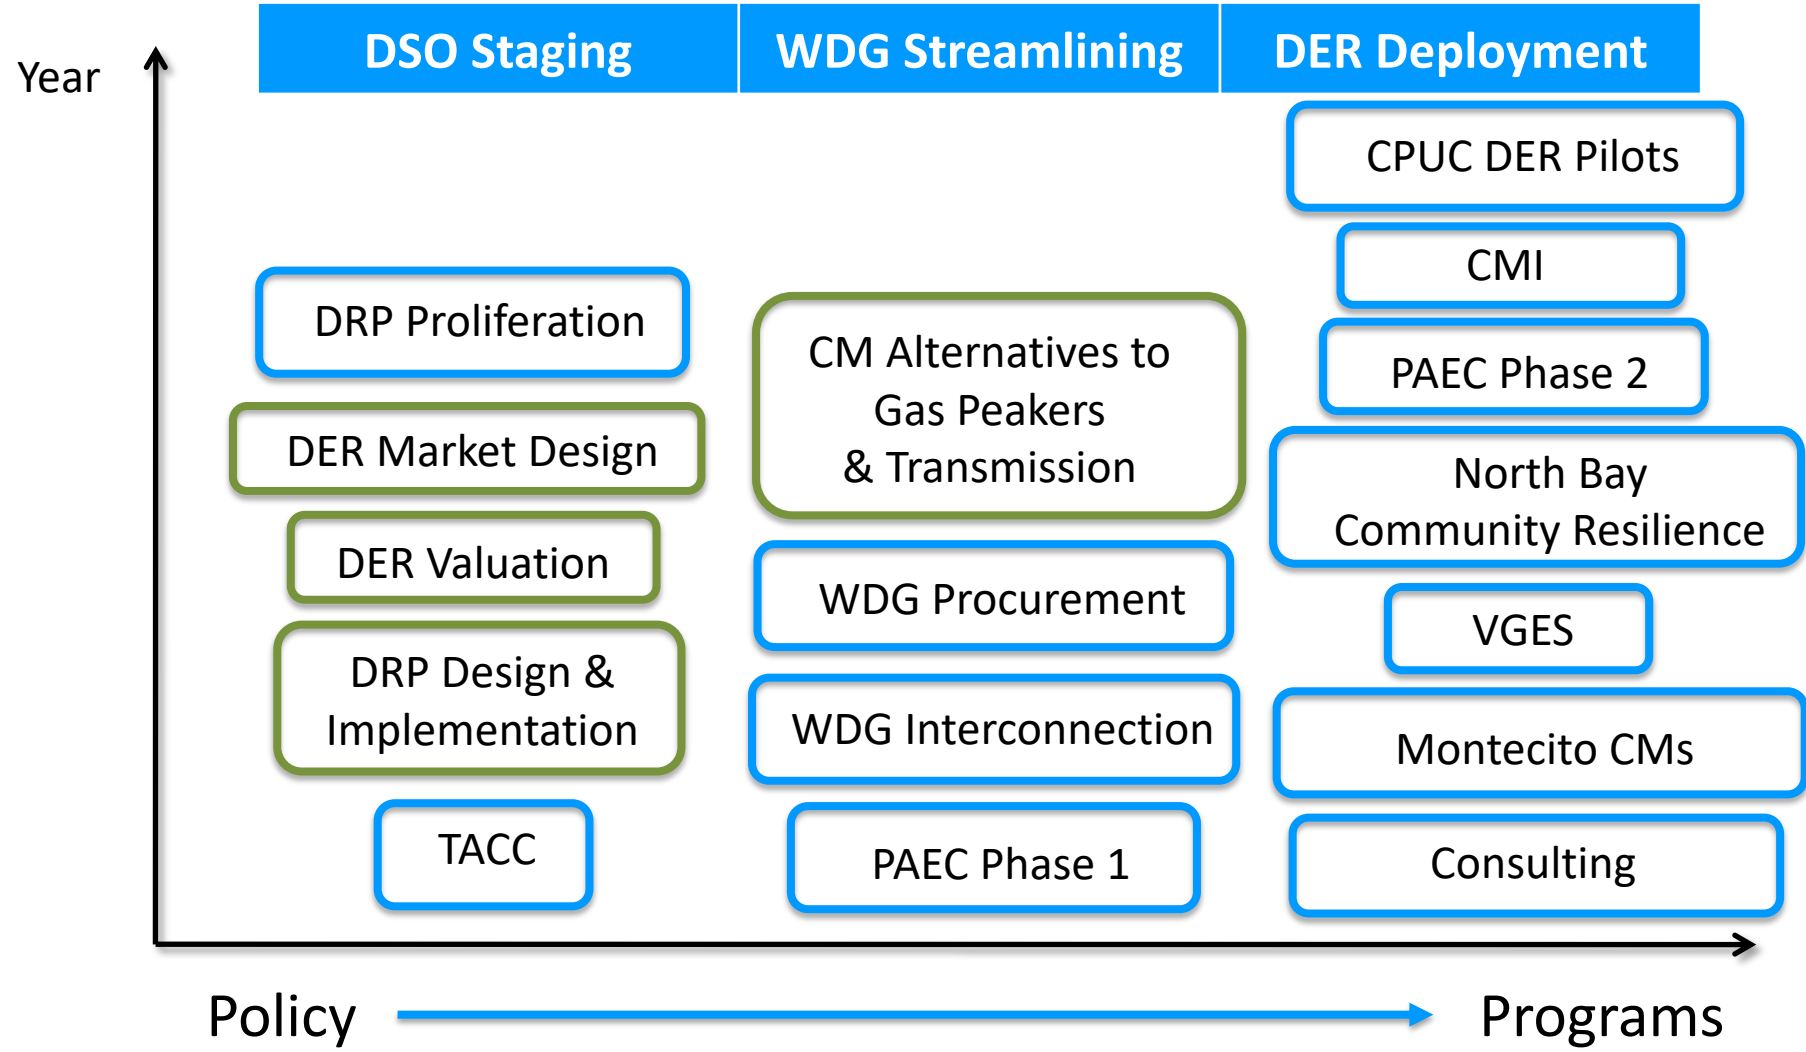 Year
DSO Staging
WDG Streamlining
DER Deployment
DRP Proliferation
DER Market Design
DER Valuation
DRP Design &
Implementation
TACC
CM Alternatives to
Gas Peakers
& Transmission
WDG Procurement
WDG Interconnection
PAEC Phase 1
CPUC DER Pilots
CMI
PAEC Phase 2
North Bay
Community Resilience
VGES
Montecito CMs
Consulting
Policy
Programs